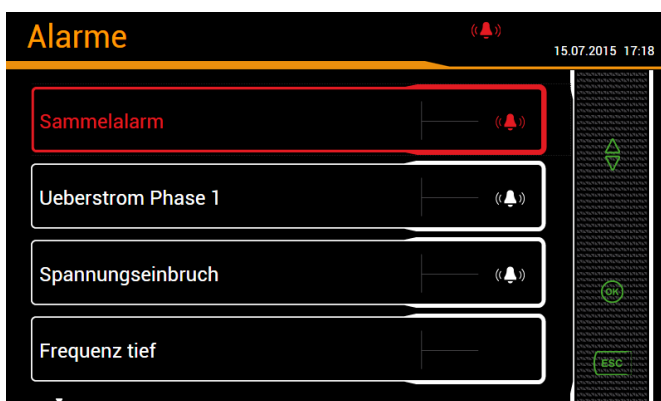 Alarme
15.07.2015 17:18
Sammelalarm
Ueberstrom Phase 1
Spannungseinbruch
OK
Frequenz tief
ESC